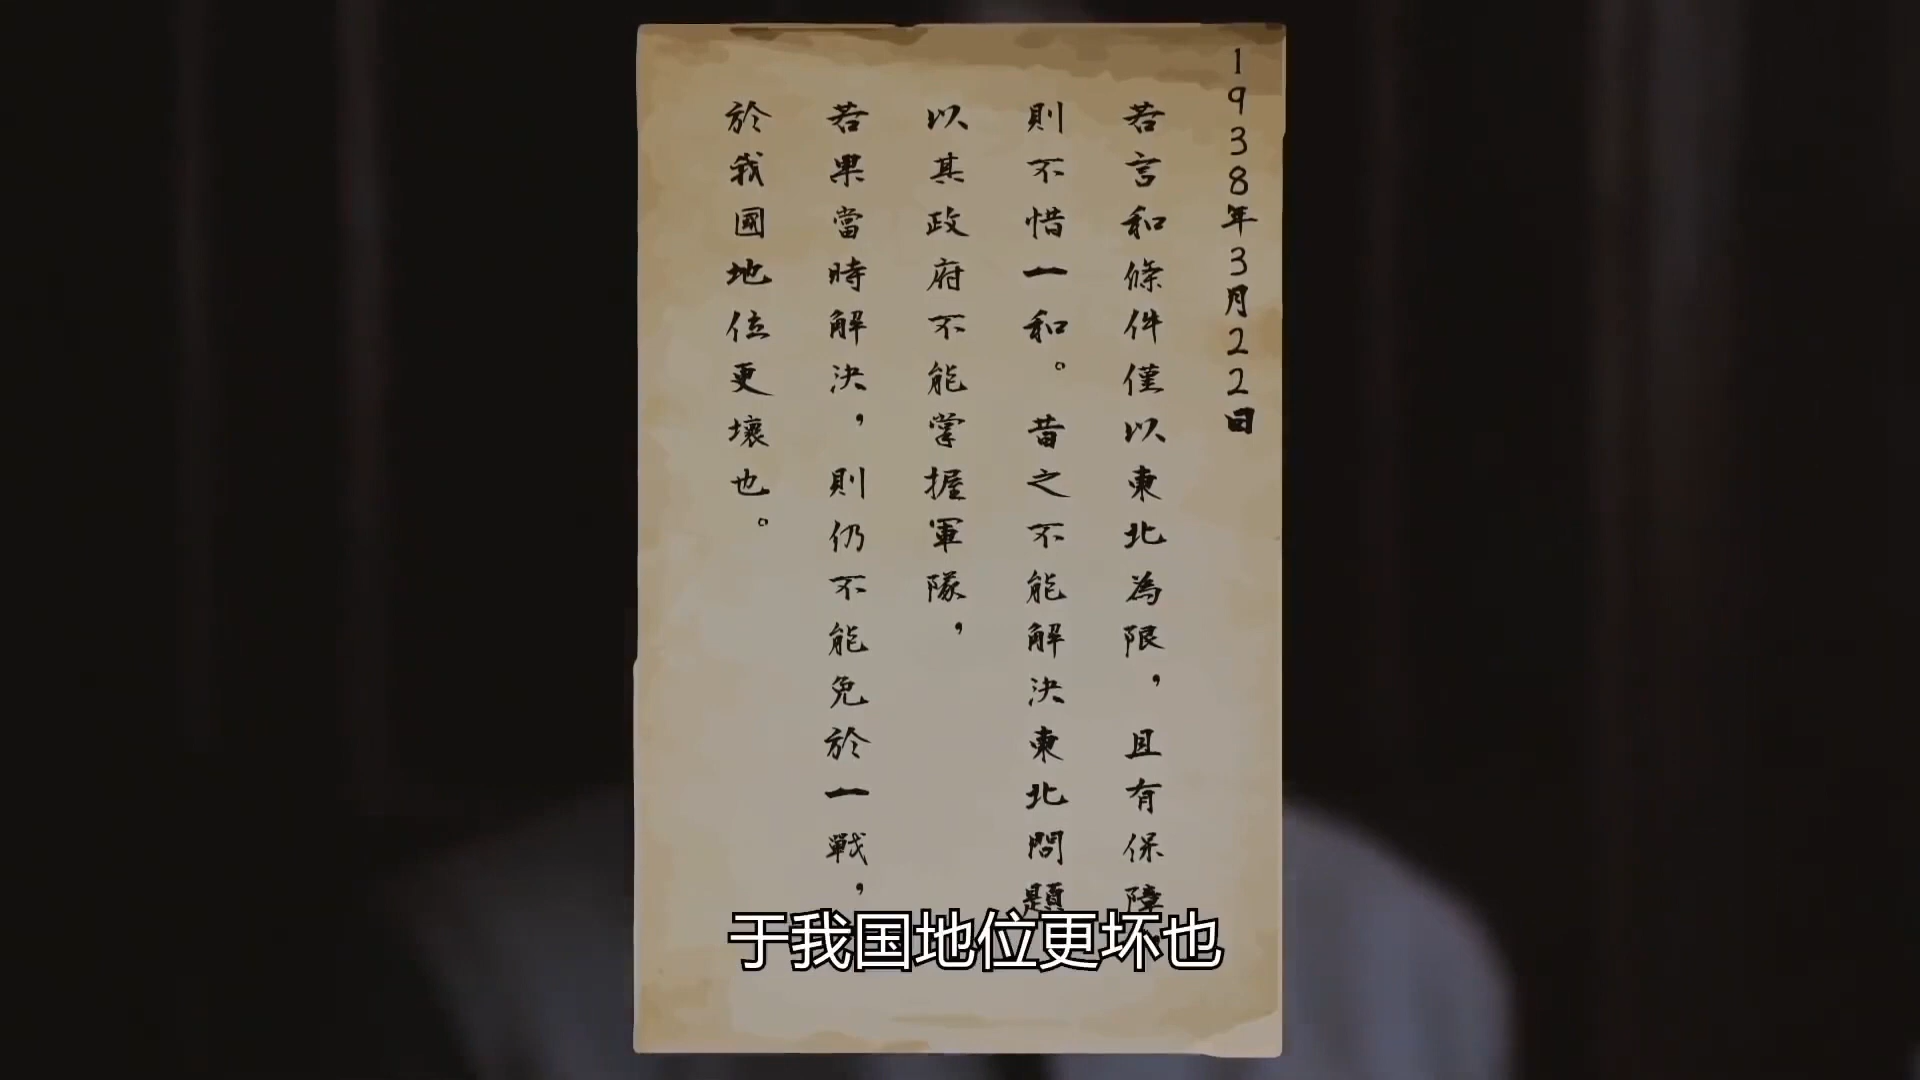 1938年3月22日
若言和條件僅以東北為限，且有保障，
則不惜一和。昔之不能解決東北問題
以其政府不能掌握軍隊，
若果當時解決，則仍不能免於一戰，
於我國地位更壞也。
于我国地位更坏也